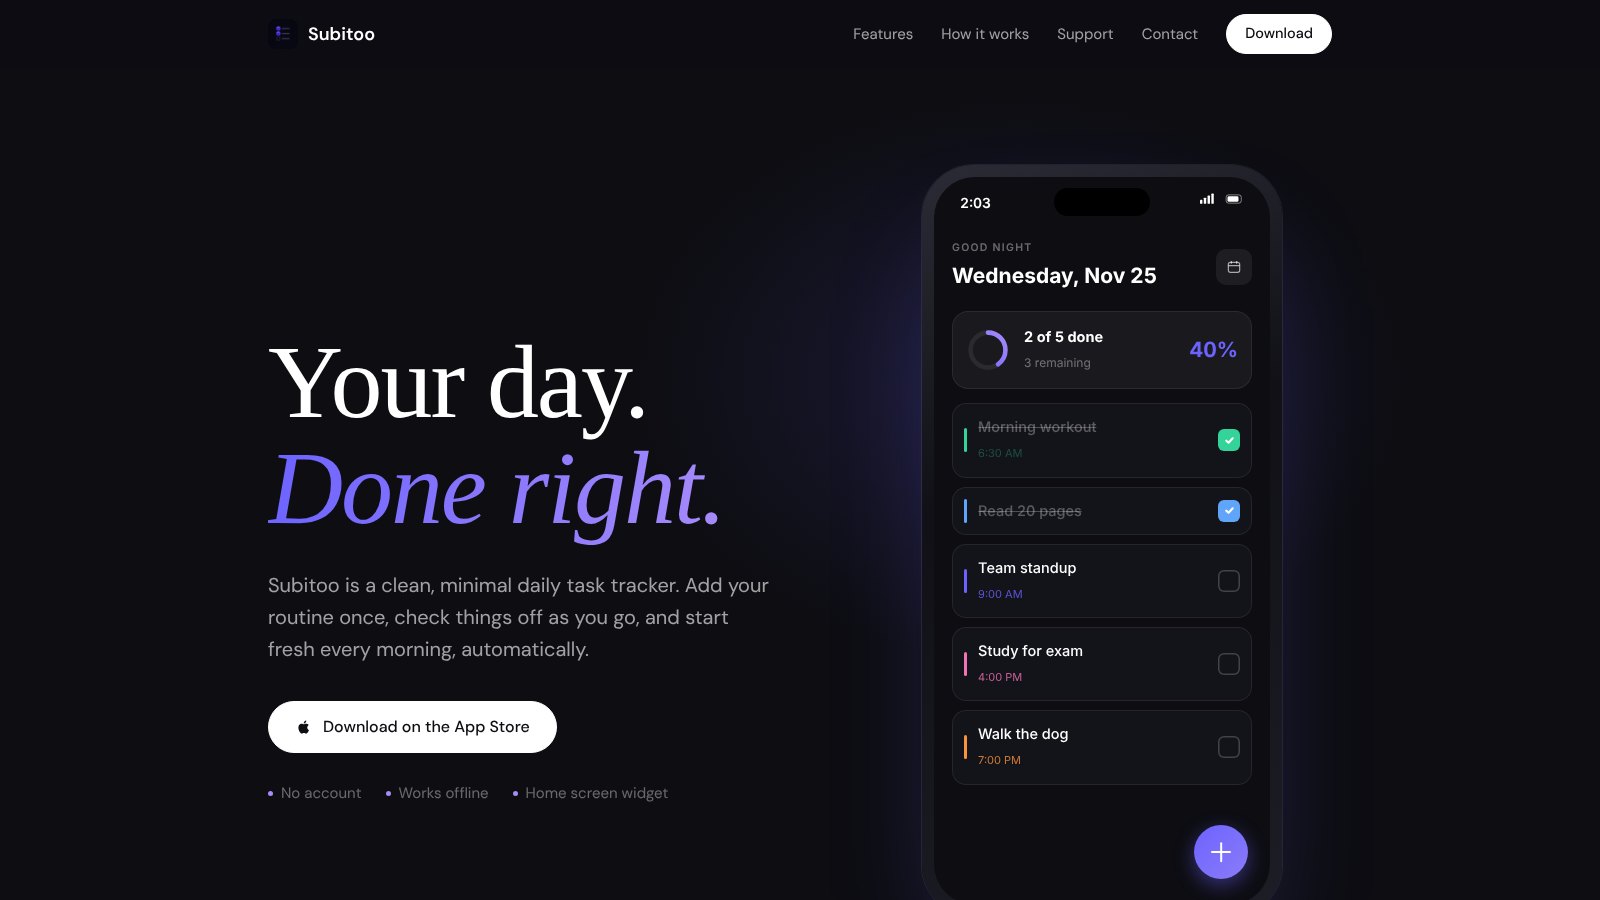 Subitoo
Features
How it works
Support
Contact
Download
Your day.
Done right.
Subitoo is a clean, minimal daily task tracker. Add your
routine once, check things off as you go, and start
fresh every morning, automatically.
Download on the App Store
No account
Works offline
Home screen widget
2:03
GOOD NIGHT
Wednesday, Nov 25
2 of 5 done
3 remaining
40%
Morning workout
6:30 AM
Read 20 pages
Team standup
9:00 AM
Study for exam
4:00 PM
Walk the dog
7:00 PM